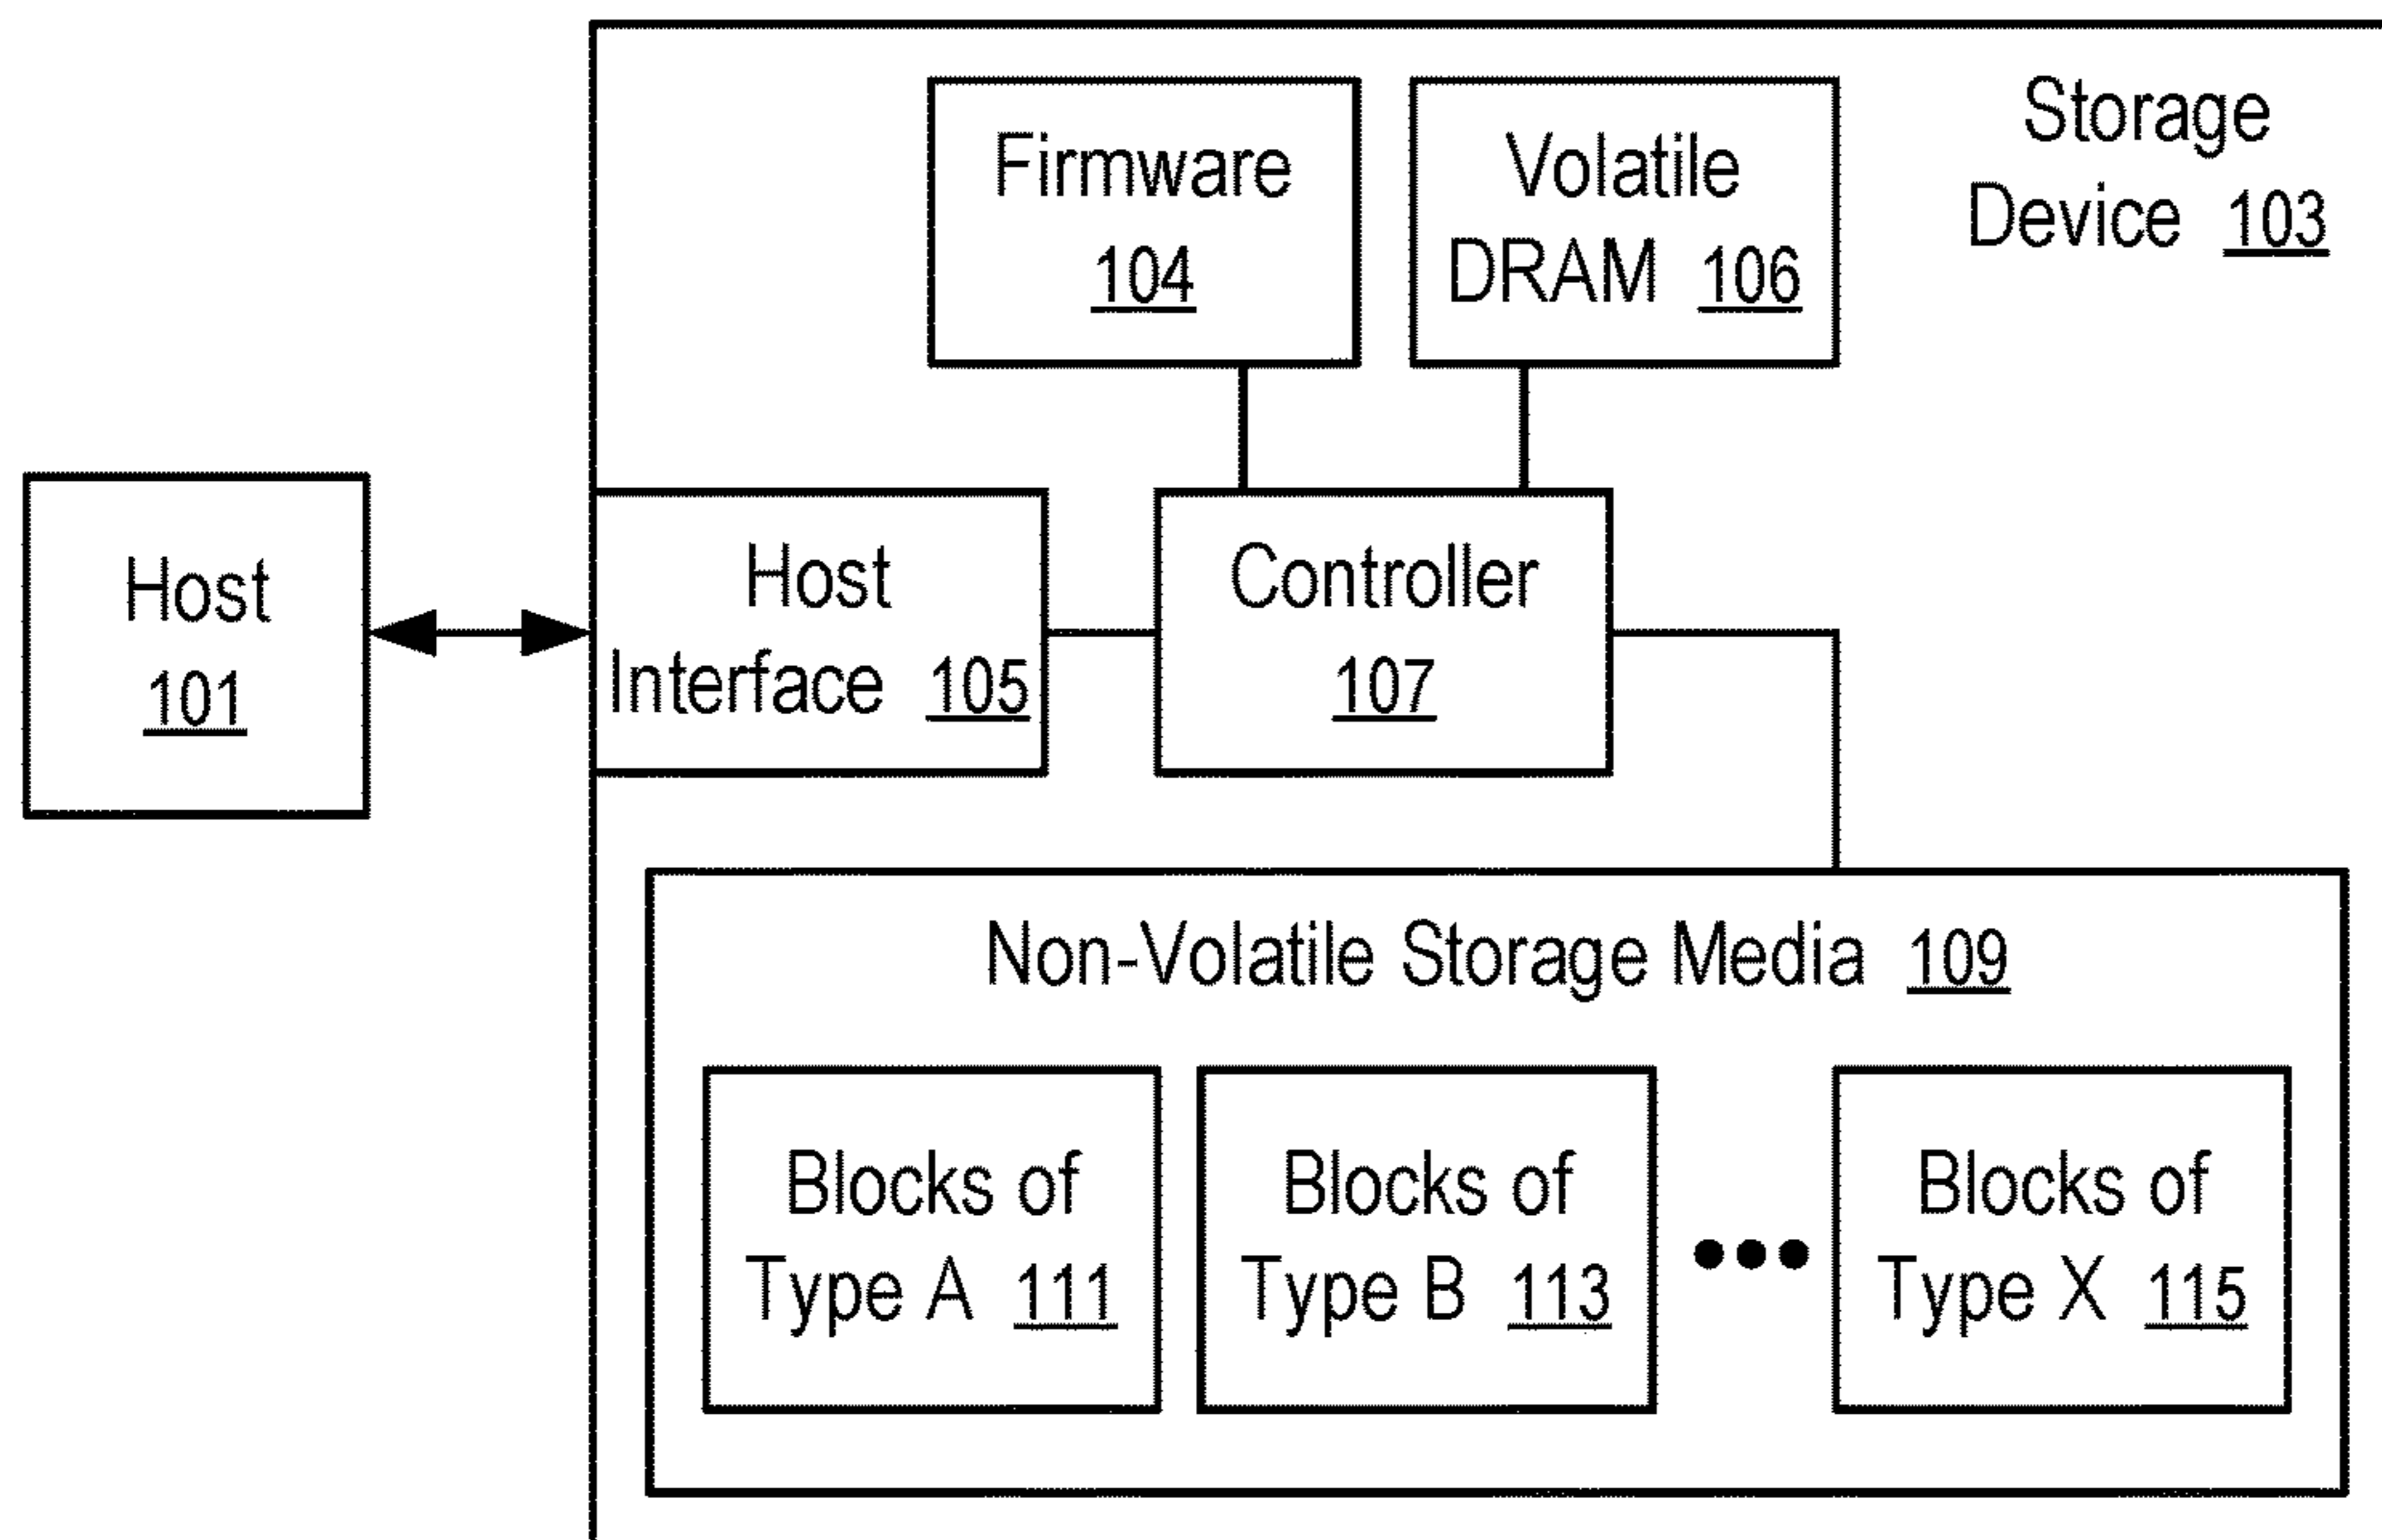 Storage
Device 103
Firmware
104
Volatile
DRAM 106
Host
101
Host
Interface 105
Controller
107
Non-Volatile Storage Media 109
Blocks of
Type A 111
Blocks of
Type B 113
Blocks of
Type X 115